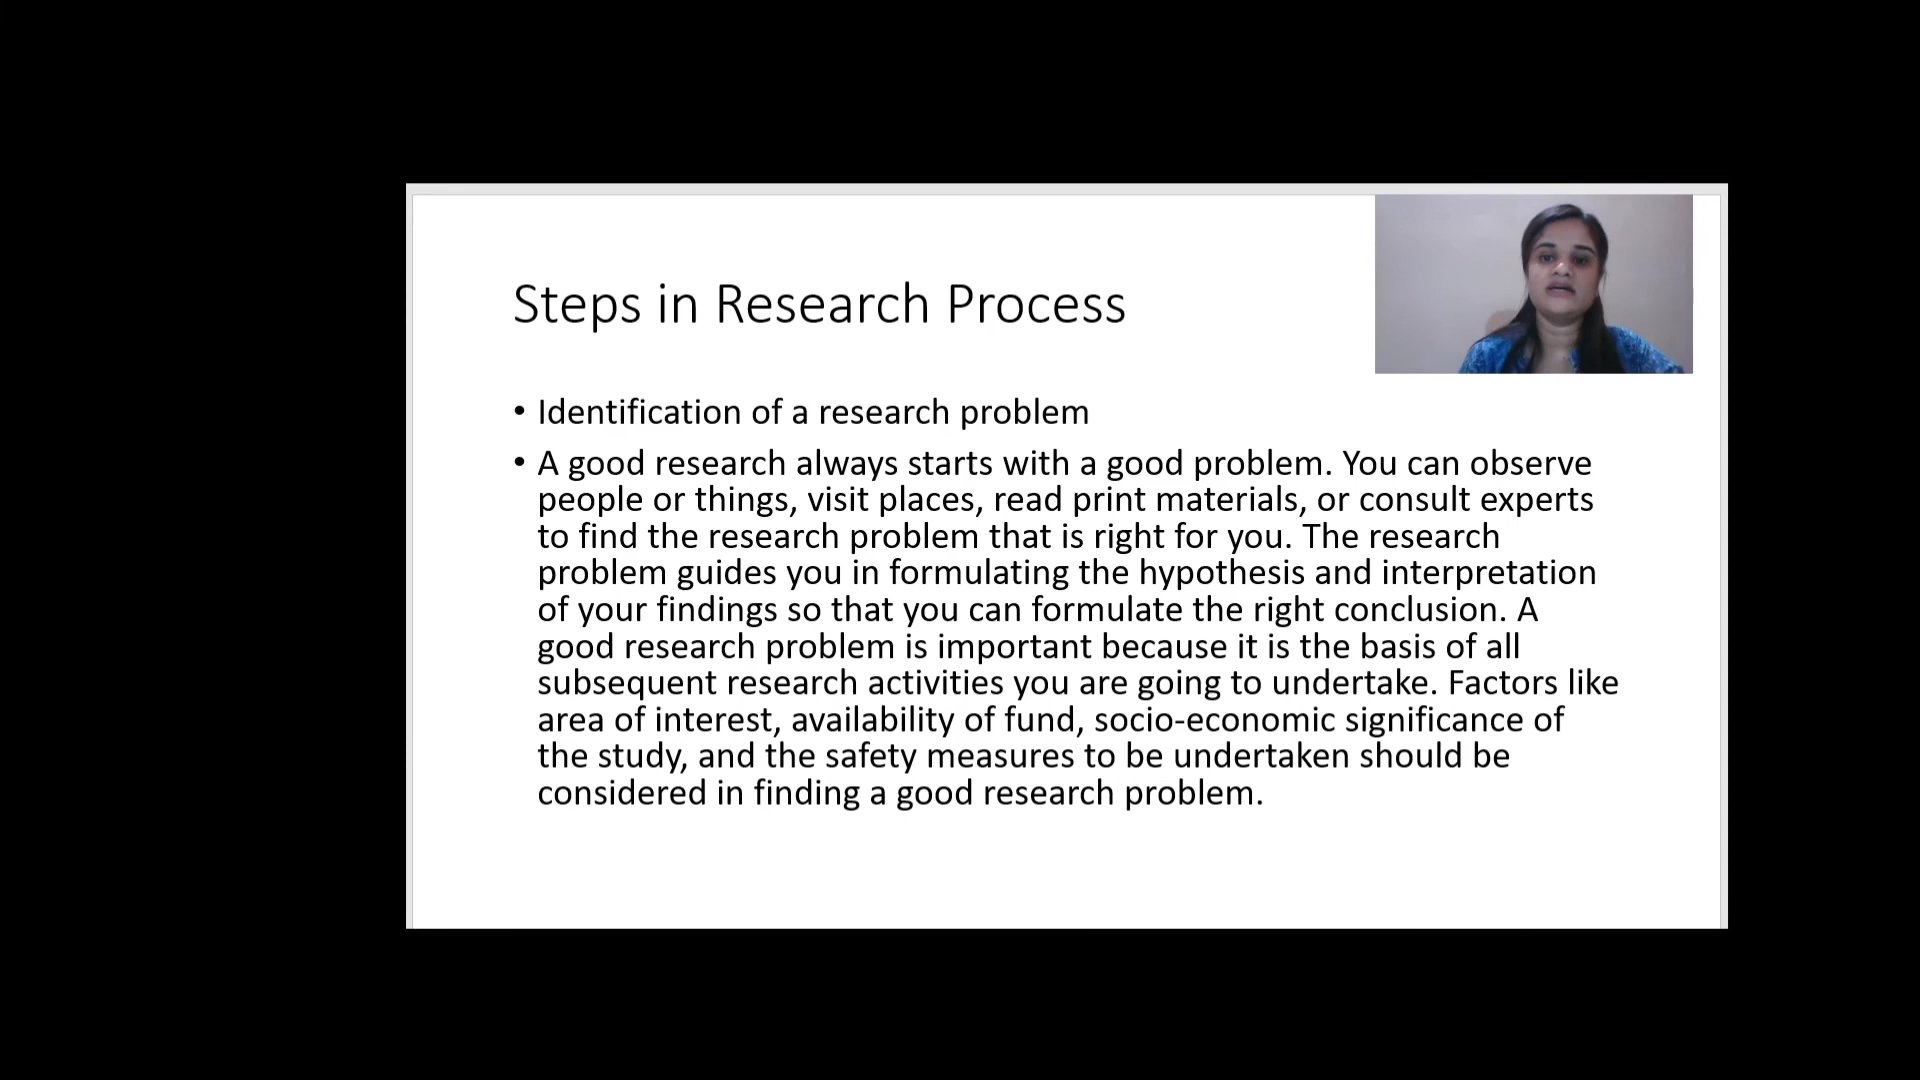 Steps in Research Process
• Identification of a research problem
• A good research always starts with a good problem. You can observe
people or things, visit places, read print materials, or consult experts
to find the research problem that is right for you. The research
problem guides you in formulating the hypothesis and interpretation
of your findings so that you can formulate the right conclusion. A
good research problem is important because it is the basis of all
subsequent research activities you are going to undertake. Factors like
area of interest, availability of fund, socio-economic significance of
the study, and the safety measures to be undertaken should be
considered in finding a good research problem.